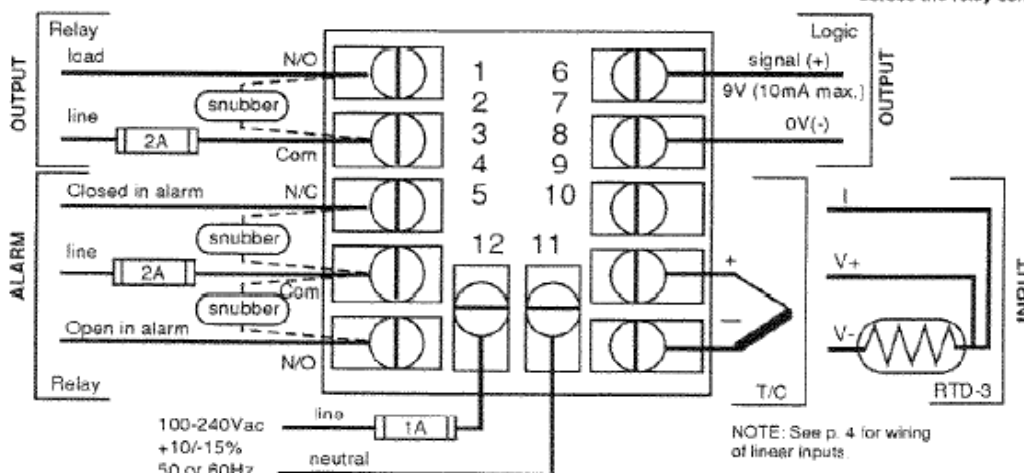 OUTPUT
Relay
load
N/O
snubber
line
2A
Com
ALARM
Closed in alarm
N/C
snubber
line
2A
Com
snubber
Open in alarm
N/O
Relay
1 6
2 7
3 8
4 9
5 10
12 11
Logic
signal (+)
9V (10mA max.)
0V(-)
OUTPUT
+
—
T/C
I
V+
V-
RTD-3
INPUT
NOTE: See p. 4 for wiring
of linear inputs.
100-240Vac
+10/-15%
50 or 60Hz
line
1A
neutral